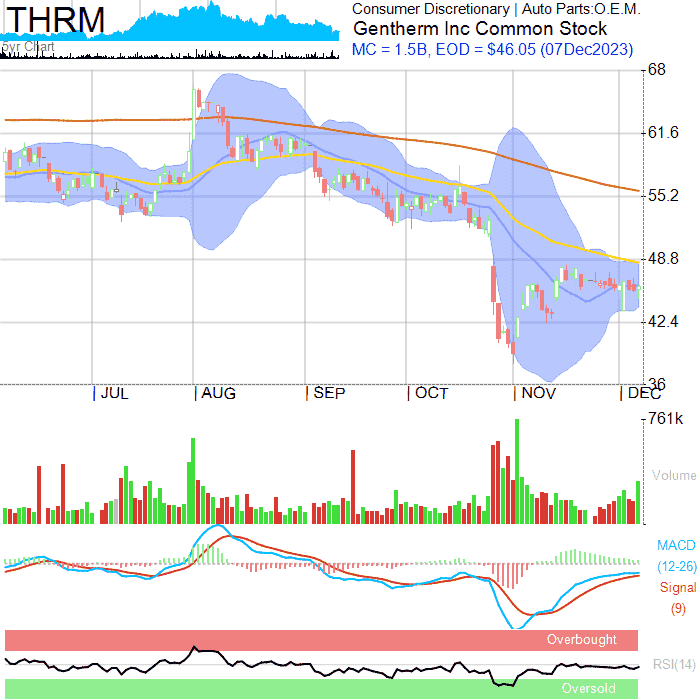 THRM
Consumer Discretionary | Auto Parts:O.E.M.
Gentherm Inc Common Stock
5yr Chart
MC = 1.5B, EOD = $46.05 (07Dec2023)
68
61.6
55.2
48.8
42.4
36
JUL AUG SEP OCT NOV DEC
761k
Volume
MACD
(12-26)
Signal
(9)
Overbought
RSI(14)
Oversold